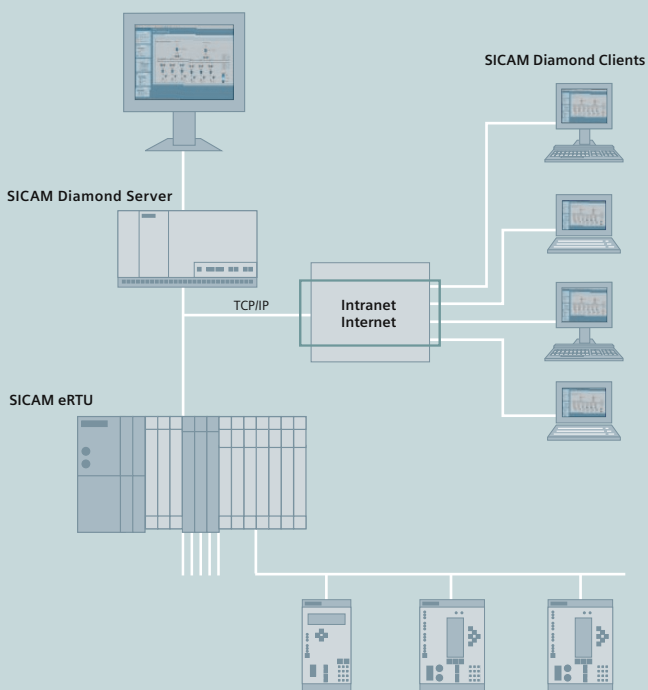 SICAM Diamond Clients
SICAM Diamond Server
TCP/IP
Intranet
Internet
SICAM eRTU